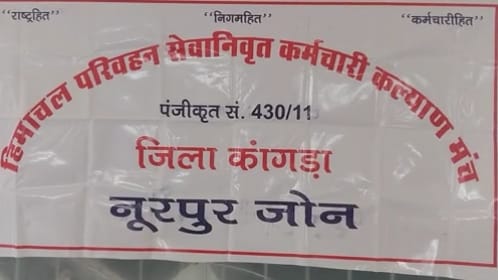 "राष्ट्रहित" "निगमहित" "कर्मचारीहित"
हिमाचल परिवहन सेवानिवृत कर्मचारी कल्याण मंच
पंजीकृत सं. 430/11
जिला कांगड़ा
नूरपुर जोन